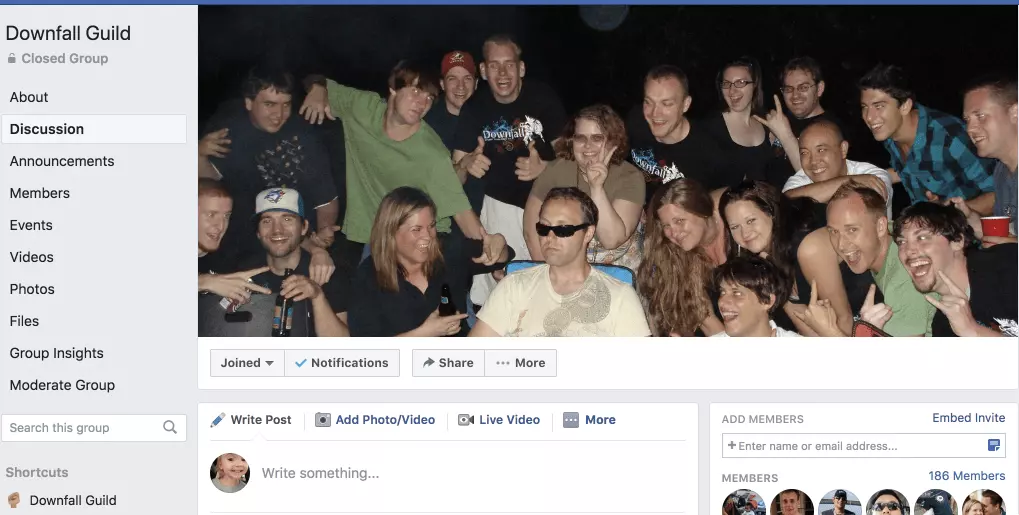 Downfall Guild
Closed Group
About
Discussion
Announcements
Members
Events
Videos
Photos
Files
Group Insights
Moderate Group
Search this group
Shortcuts
Downfall Guild
Downfall
Downfall
Joined
Notifications
Share
More
Write Post
Add Photo/Video
Live Video
More
Write something...
ADD MEMBERS
Embed Invite
Enter name or email address...
MEMBERS
186 Members